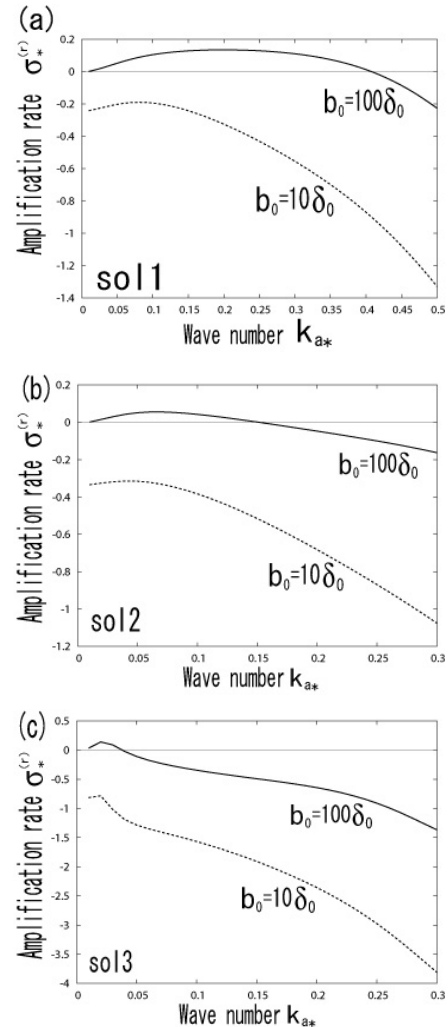 (a)
Amplification rate σ*(r)
0.2
0
-0.2
-0.4
-0.6
-0.8
-1
-1.2
-1.4
b₀=100δ₀
b₀=10δ₀
sol1
0 0.05 0.1 0.15 0.2 0.25 0.3 0.35 0.4 0.45 0.5
Wave number ka*
(b)
Amplification rate σ*(r)
0.2
0
-0.2
-0.4
-0.6
-0.8
-1
-1.2
b₀=100δ₀
b₀=10δ₀
sol2
0 0.05 0.1 0.15 0.2 0.25 0.3
Wave number ka*
(c)
Amplification rate σ*(r)
0.5
0
-0.5
-1
-1.5
-2
-2.5
-3
-3.5
-4
b₀=100δ₀
b₀=10δ₀
sol3
0 0.05 0.1 0.15 0.2 0.25 0.3
Wave number ka*